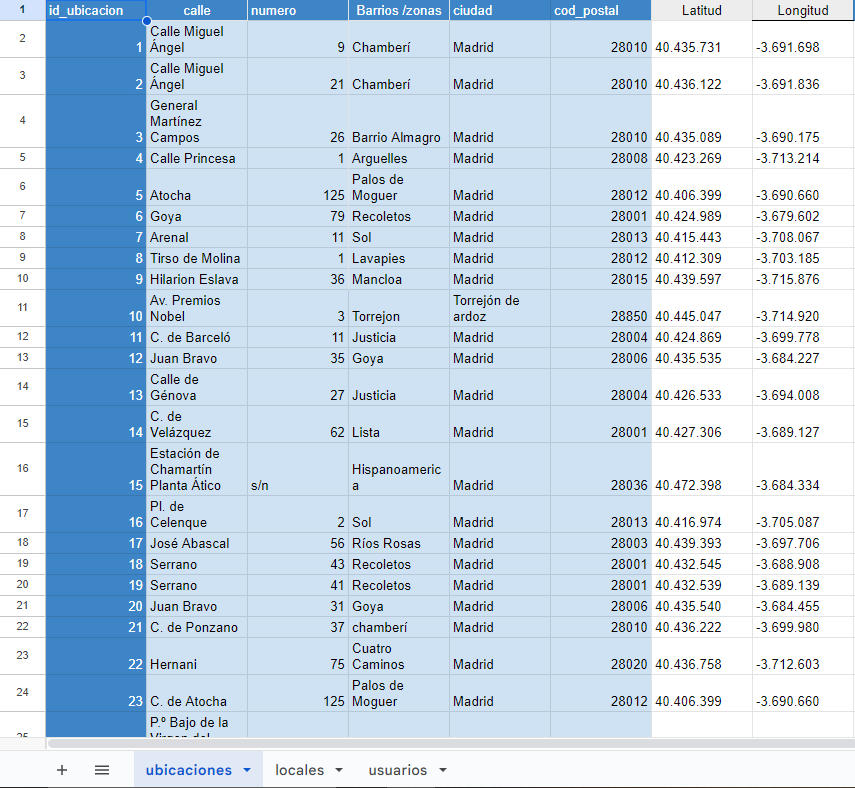 1 id_ubicacion calle numero Barrios /zonas ciudad cod_postal Latitud Longitud
Calle Miguel
2 1 Ángel 9 Chamberí Madrid 28010 40.435.731 -3.691.698
Calle Miguel
3 2 Ángel 21 Chamberí Madrid 28010 40.436.122 -3.691.836
General
Martínez
4 3 Campos 26 Barrio Almagro Madrid 28010 40.435.089 -3.690.175
5 4 Calle Princesa 1 Arguelles Madrid 28008 40.423.269 -3.713.214
Palos de
6 5 Atocha 125 Moguer Madrid 28012 40.406.399 -3.690.660
7 6 Goya 79 Recoletos Madrid 28001 40.424.989 -3.679.602
8 7 Arenal 11 Sol Madrid 28013 40.415.443 -3.708.067
9 8 Tirso de Molina 1 Lavapies Madrid 28012 40.412.309 -3.703.185
10 9 Hilarion Eslava 36 Mancloa Madrid 28015 40.439.597 -3.715.876
Av. Premios Torrejón de
11 10 Nobel 3 Torrejon ardoz 28850 40.445.047 -3.714.920
12 11 C. de Barceló 11 Justicia Madrid 28004 40.424.869 -3.699.778
13 12 Juan Bravo 35 Goya Madrid 28006 40.435.535 -3.684.227
Calle de
14 13 Génova 27 Justicia Madrid 28004 40.426.533 -3.694.008
C. de
15 14 Velázquez 62 Lista Madrid 28001 40.427.306 -3.689.127
Estación de
Chamartín Hispanoameric
16 15 Planta Ático s/n a Madrid 28036 40.472.398 -3.684.334
Pl. de
17 16 Celenque 2 Sol Madrid 28013 40.416.974 -3.705.087
18 17 José Abascal 56 Ríos Rosas Madrid 28003 40.439.393 -3.697.706
19 18 Serrano 43 Recoletos Madrid 28001 40.432.545 -3.688.908
20 19 Serrano 41 Recoletos Madrid 28001 40.432.539 -3.689.139
21 20 Juan Bravo 31 Goya Madrid 28006 40.435.540 -3.684.455
22 21 C. de Ponzano 37 chamberí Madrid 28010 40.436.222 -3.699.980
Cuatro
23 22 Hernani 75 Caminos Madrid 28020 40.436.758 -3.712.603
Palos de
24 23 C. de Atocha 125 Moguer Madrid 28012 40.406.399 -3.690.660
P.º Bajo de la
25 Virgen del
+ ubicaciones locales usuarios